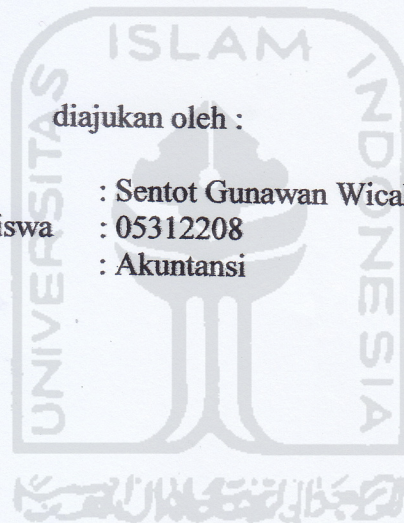 ISLAM
UNIVERSITAS
INDONESIA
diajukan oleh :
: Sentot Gunawan Wical
iswa : 05312208
: Akuntansi